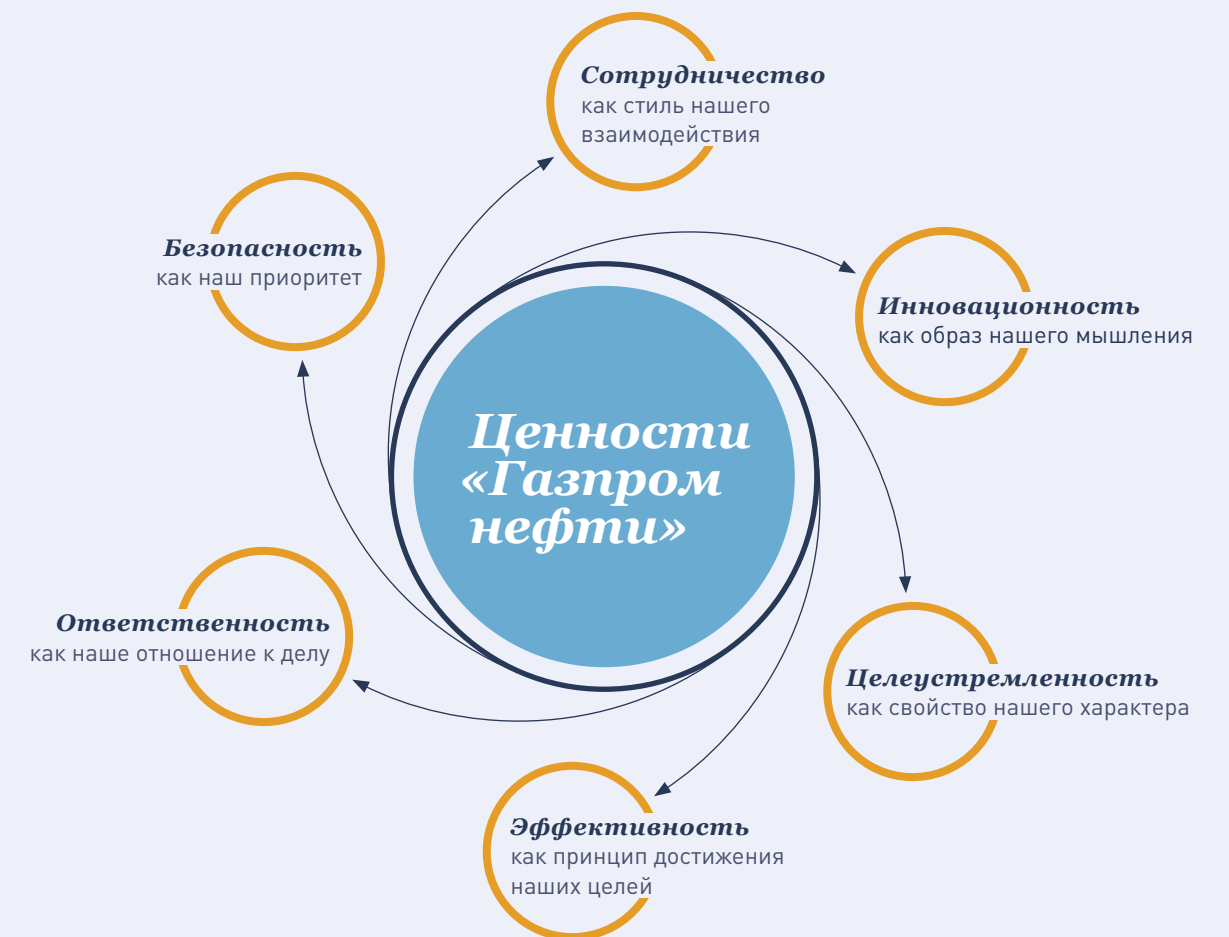 Сотрудничество
как стиль нашего
взаимодействия
Безопасность
как наш приоритет
Инновационность
как образ нашего мышления
Ценности
«Газпром
нефти»
Ответственность
как наше отношение к делу
Целеустремленность
как свойство нашего характера
Эффективность
как принцип достижения
наших целей